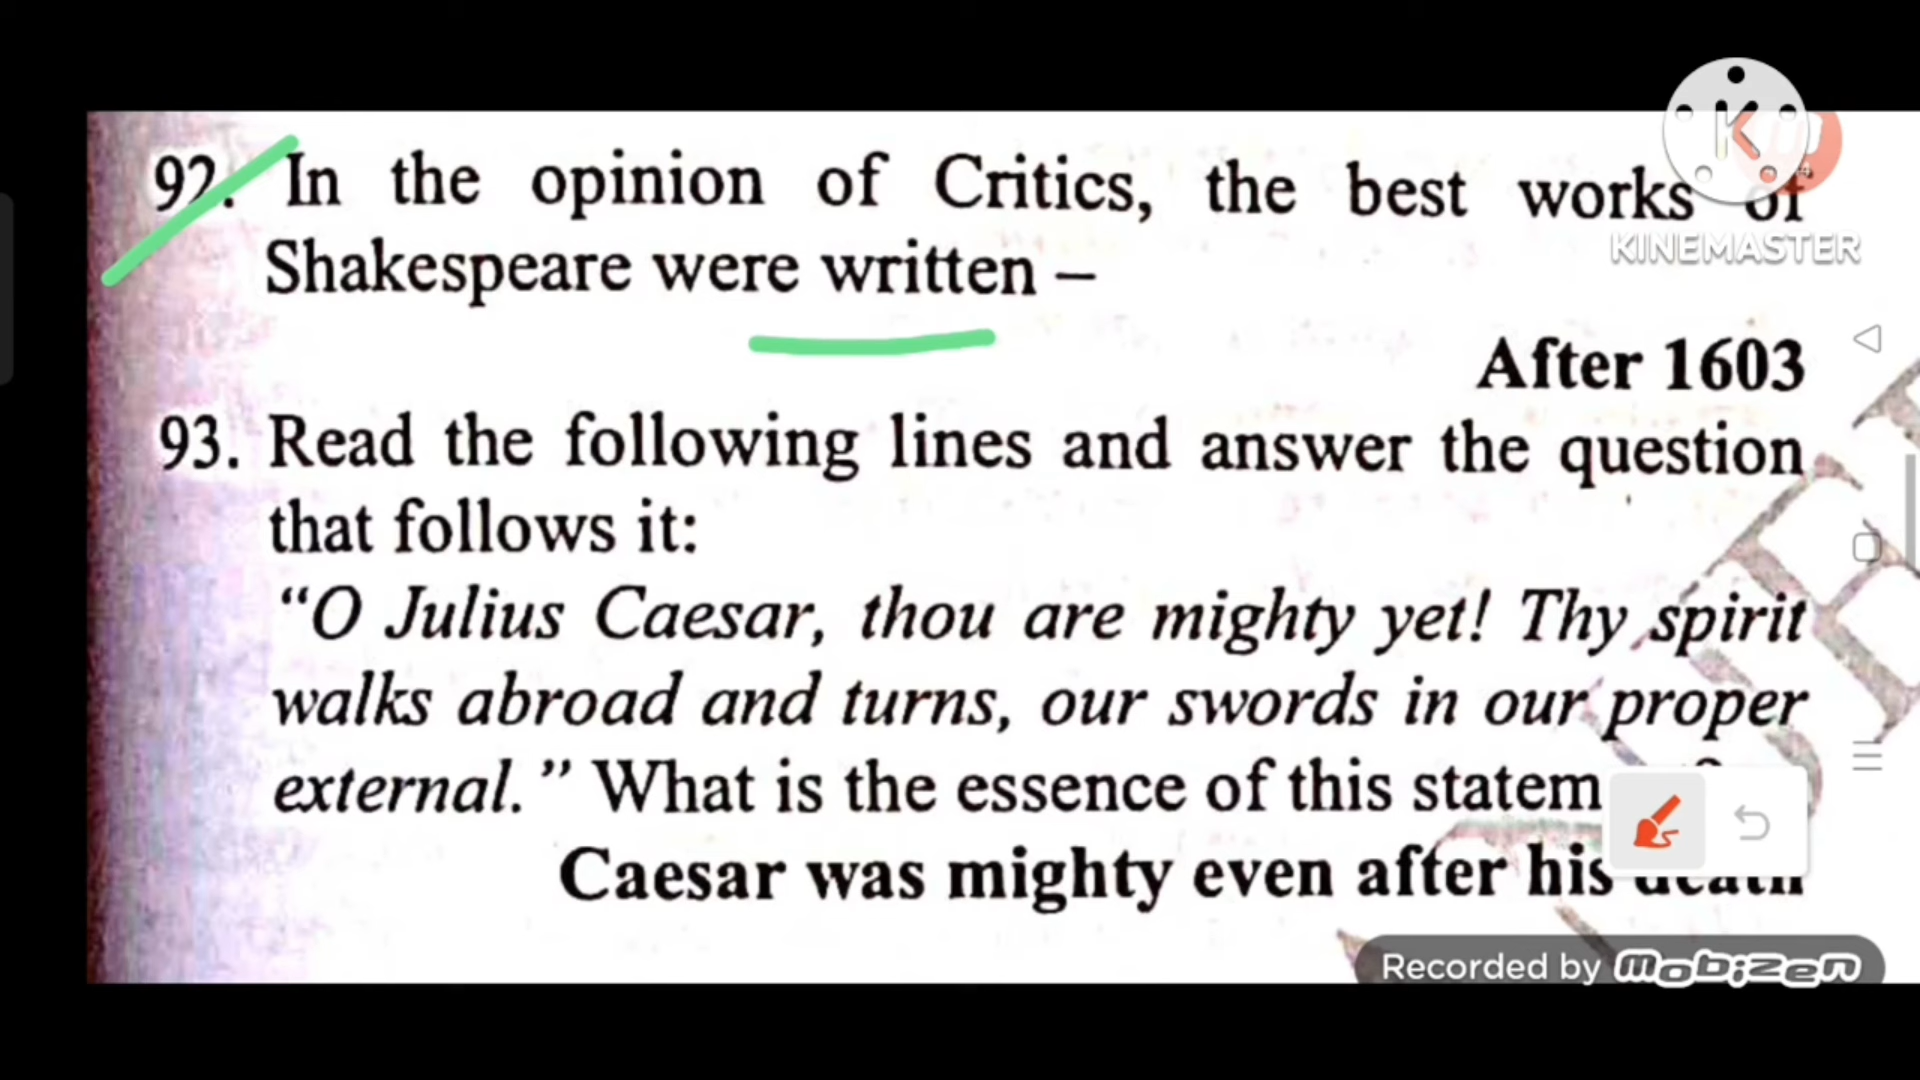 92. In the opinion of Critics, the best works of
KINEMASTER
Shakespeare were written –
After 1603
93. Read the following lines and answer the question
that follows it:
“O Julius Caesar, thou are mighty yet! Thy spirit
walks abroad and turns, our swords in our proper
external.” What is the essence of this statem
Caesar was mighty even after his death
Recorded by mobizen